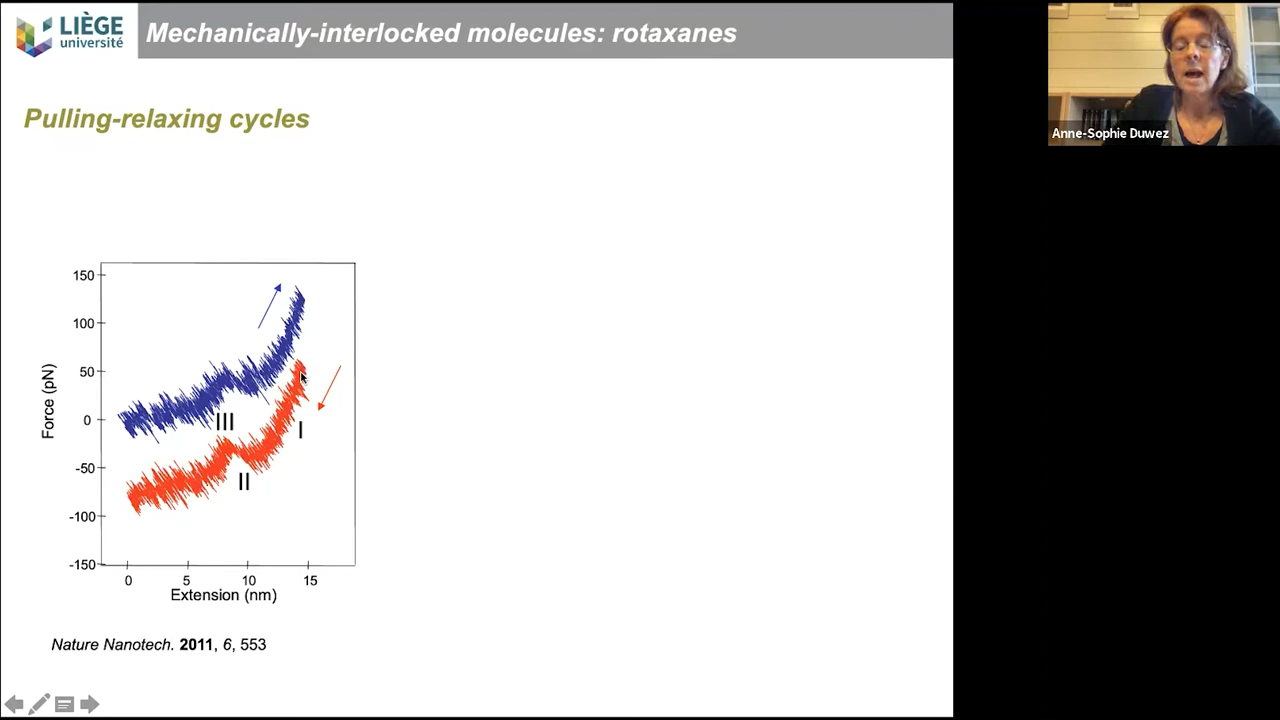 LIÈGE
université
Mechanically-interlocked molecules: rotaxanes
Anne-Sophie Duwez
Pulling-relaxing cycles
150
100
50
0
-50
-100
-150
Force (pN)
III
I
II
0 5 10 15
Extension (nm)
Nature Nanotech. 2011, 6, 553